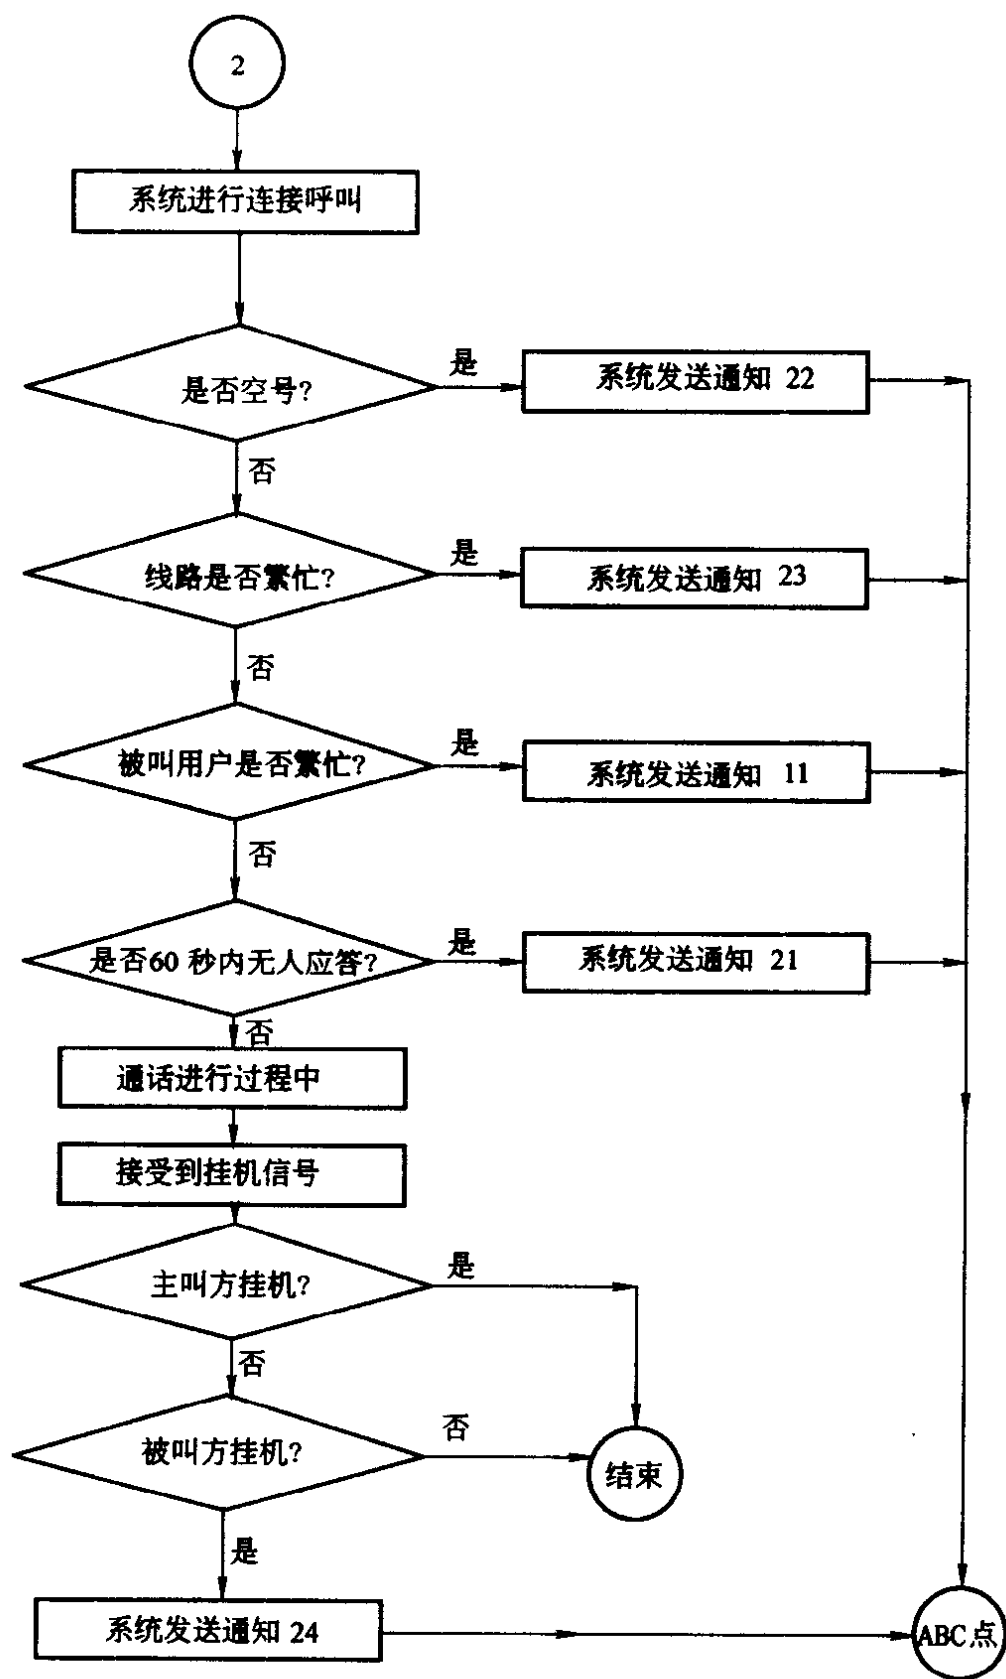 2
系统进行连接呼叫
是否空号?
是
系统发送通知 22
否
线路是否繁忙?
是
系统发送通知 23
否
被叫用户是否繁忙?
是
系统发送通知 11
否
是否60 秒内无人应答?
是
系统发送通知 21
否
通话进行过程中
接受到挂机信号
主叫方挂机?
是
否
被叫方挂机?
否
结束
是
系统发送通知 24
ABC 点